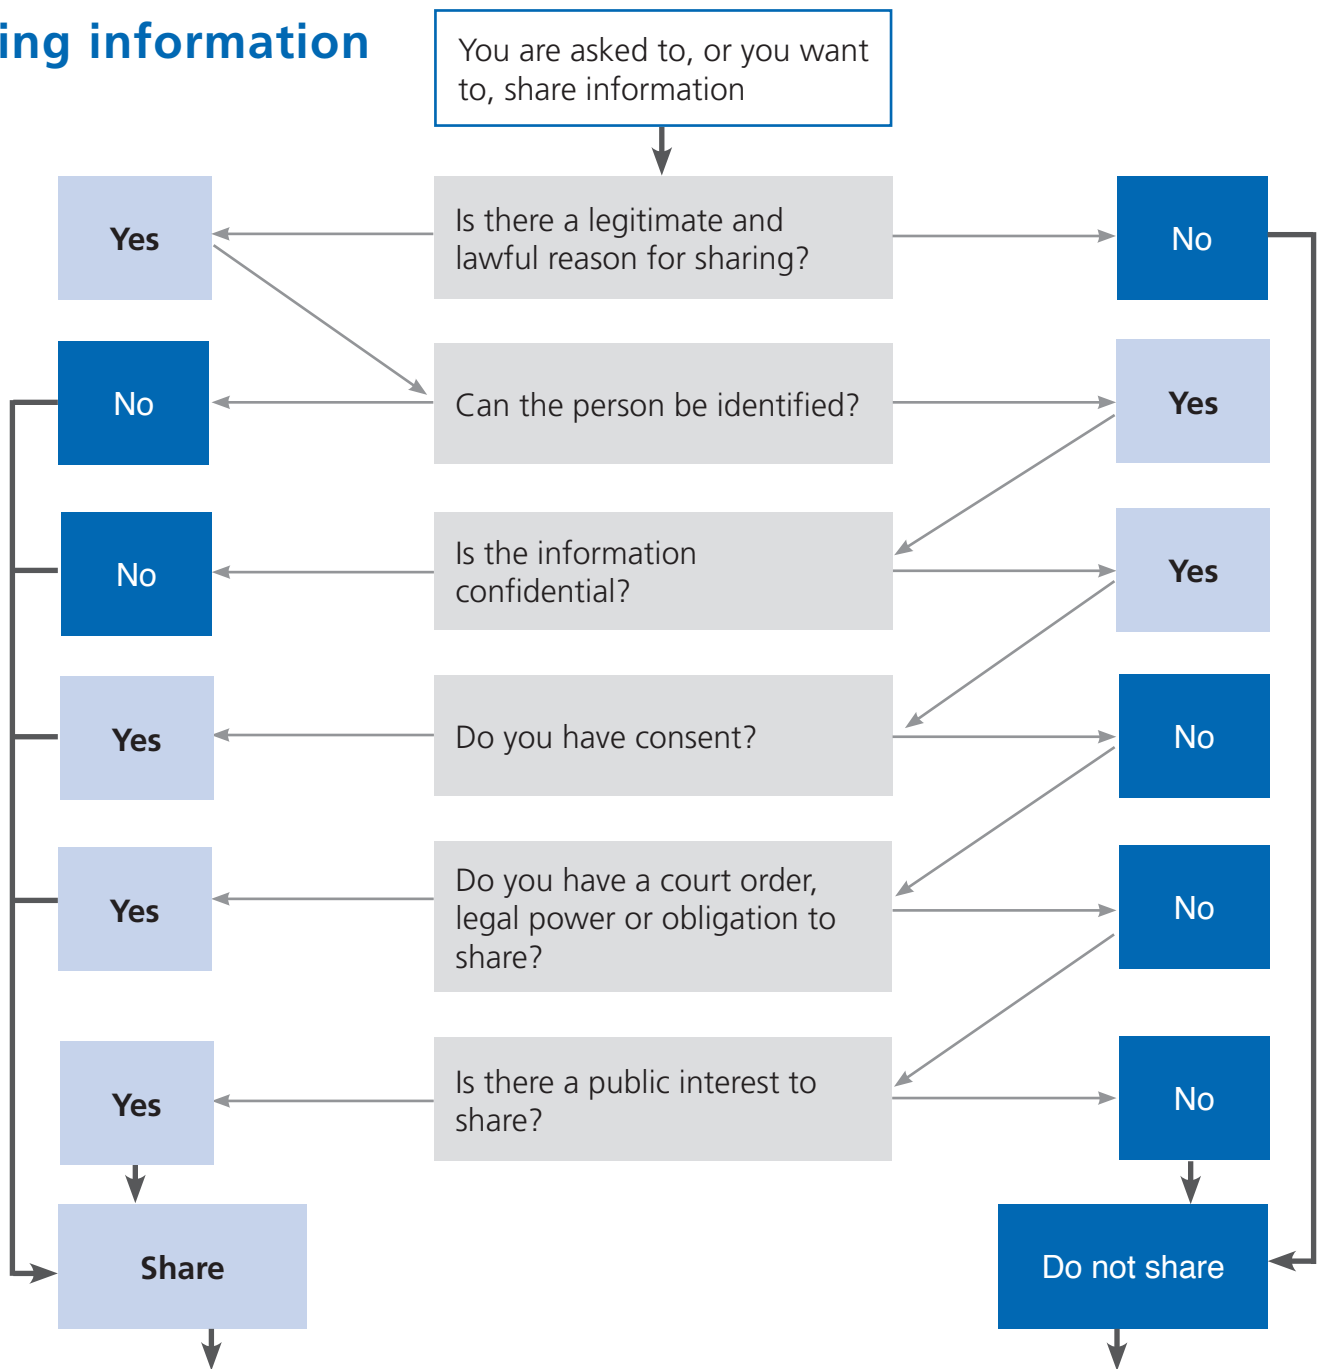 ing information
You are asked to, or you want
to, share information
Yes
Is there a legitimate and
lawful reason for sharing?
No
No
Can the person be identified?
Yes
No
Is the information
confidential?
Yes
Yes
Do you have consent?
No
Yes
Do you have a court order,
legal power or obligation to
share?
No
Yes
Is there a public interest to
share?
No
Share
Do not share